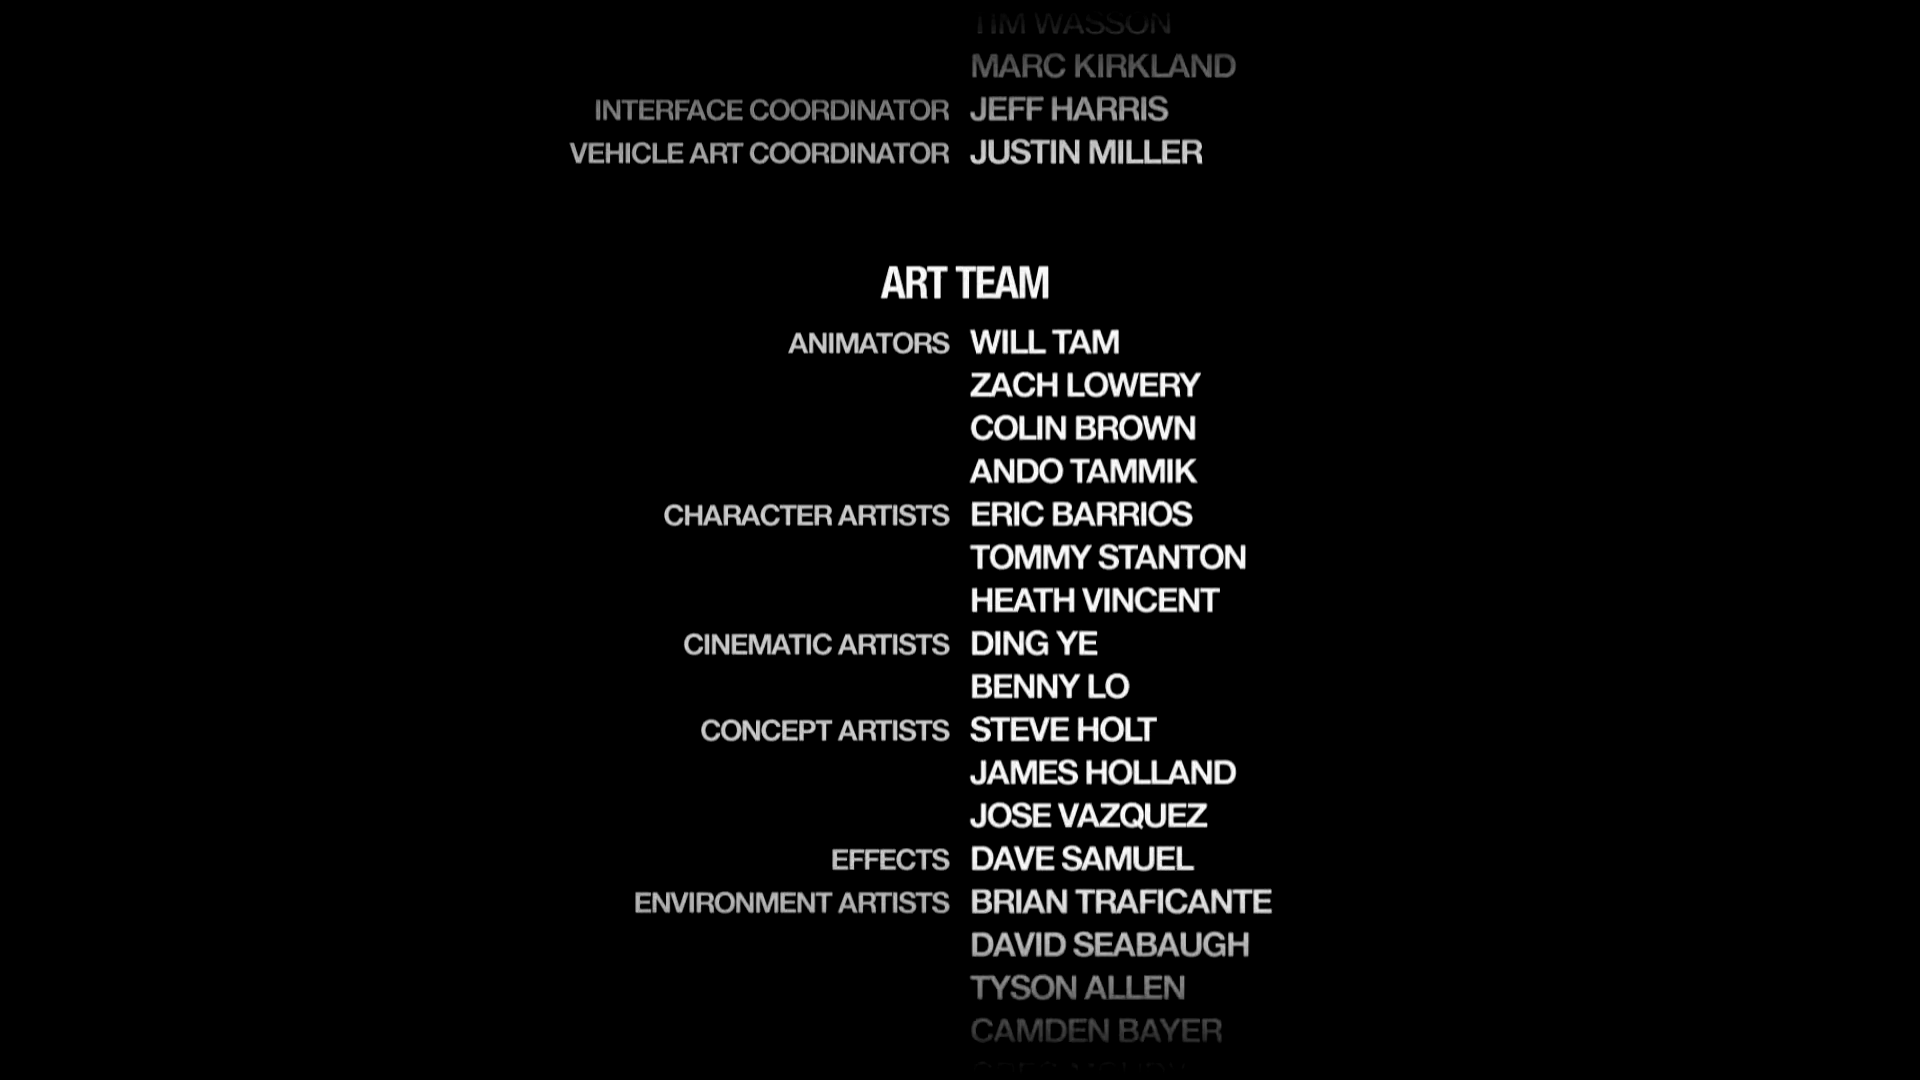 TIM WASSON
MARC KIRKLAND
INTERFACE COORDINATOR JEFF HARRIS
VEHICLE ART COORDINATOR JUSTIN MILLER
ART TEAM
ANIMATORS WILL TAM
ZACH LOWERY
COLIN BROWN
ANDO TAMMIK
CHARACTER ARTISTS ERIC BARRIOS
TOMMY STANTON
HEATH VINCENT
CINEMATIC ARTISTS DING YE
BENNY LO
CONCEPT ARTISTS STEVE HOLT
JAMES HOLLAND
JOSE VAZQUEZ
EFFECTS DAVE SAMUEL
ENVIRONMENT ARTISTS BRIAN TRAFICANTE
DAVID SEABAUGH
TYSON ALLEN
CAMDEN BAYER